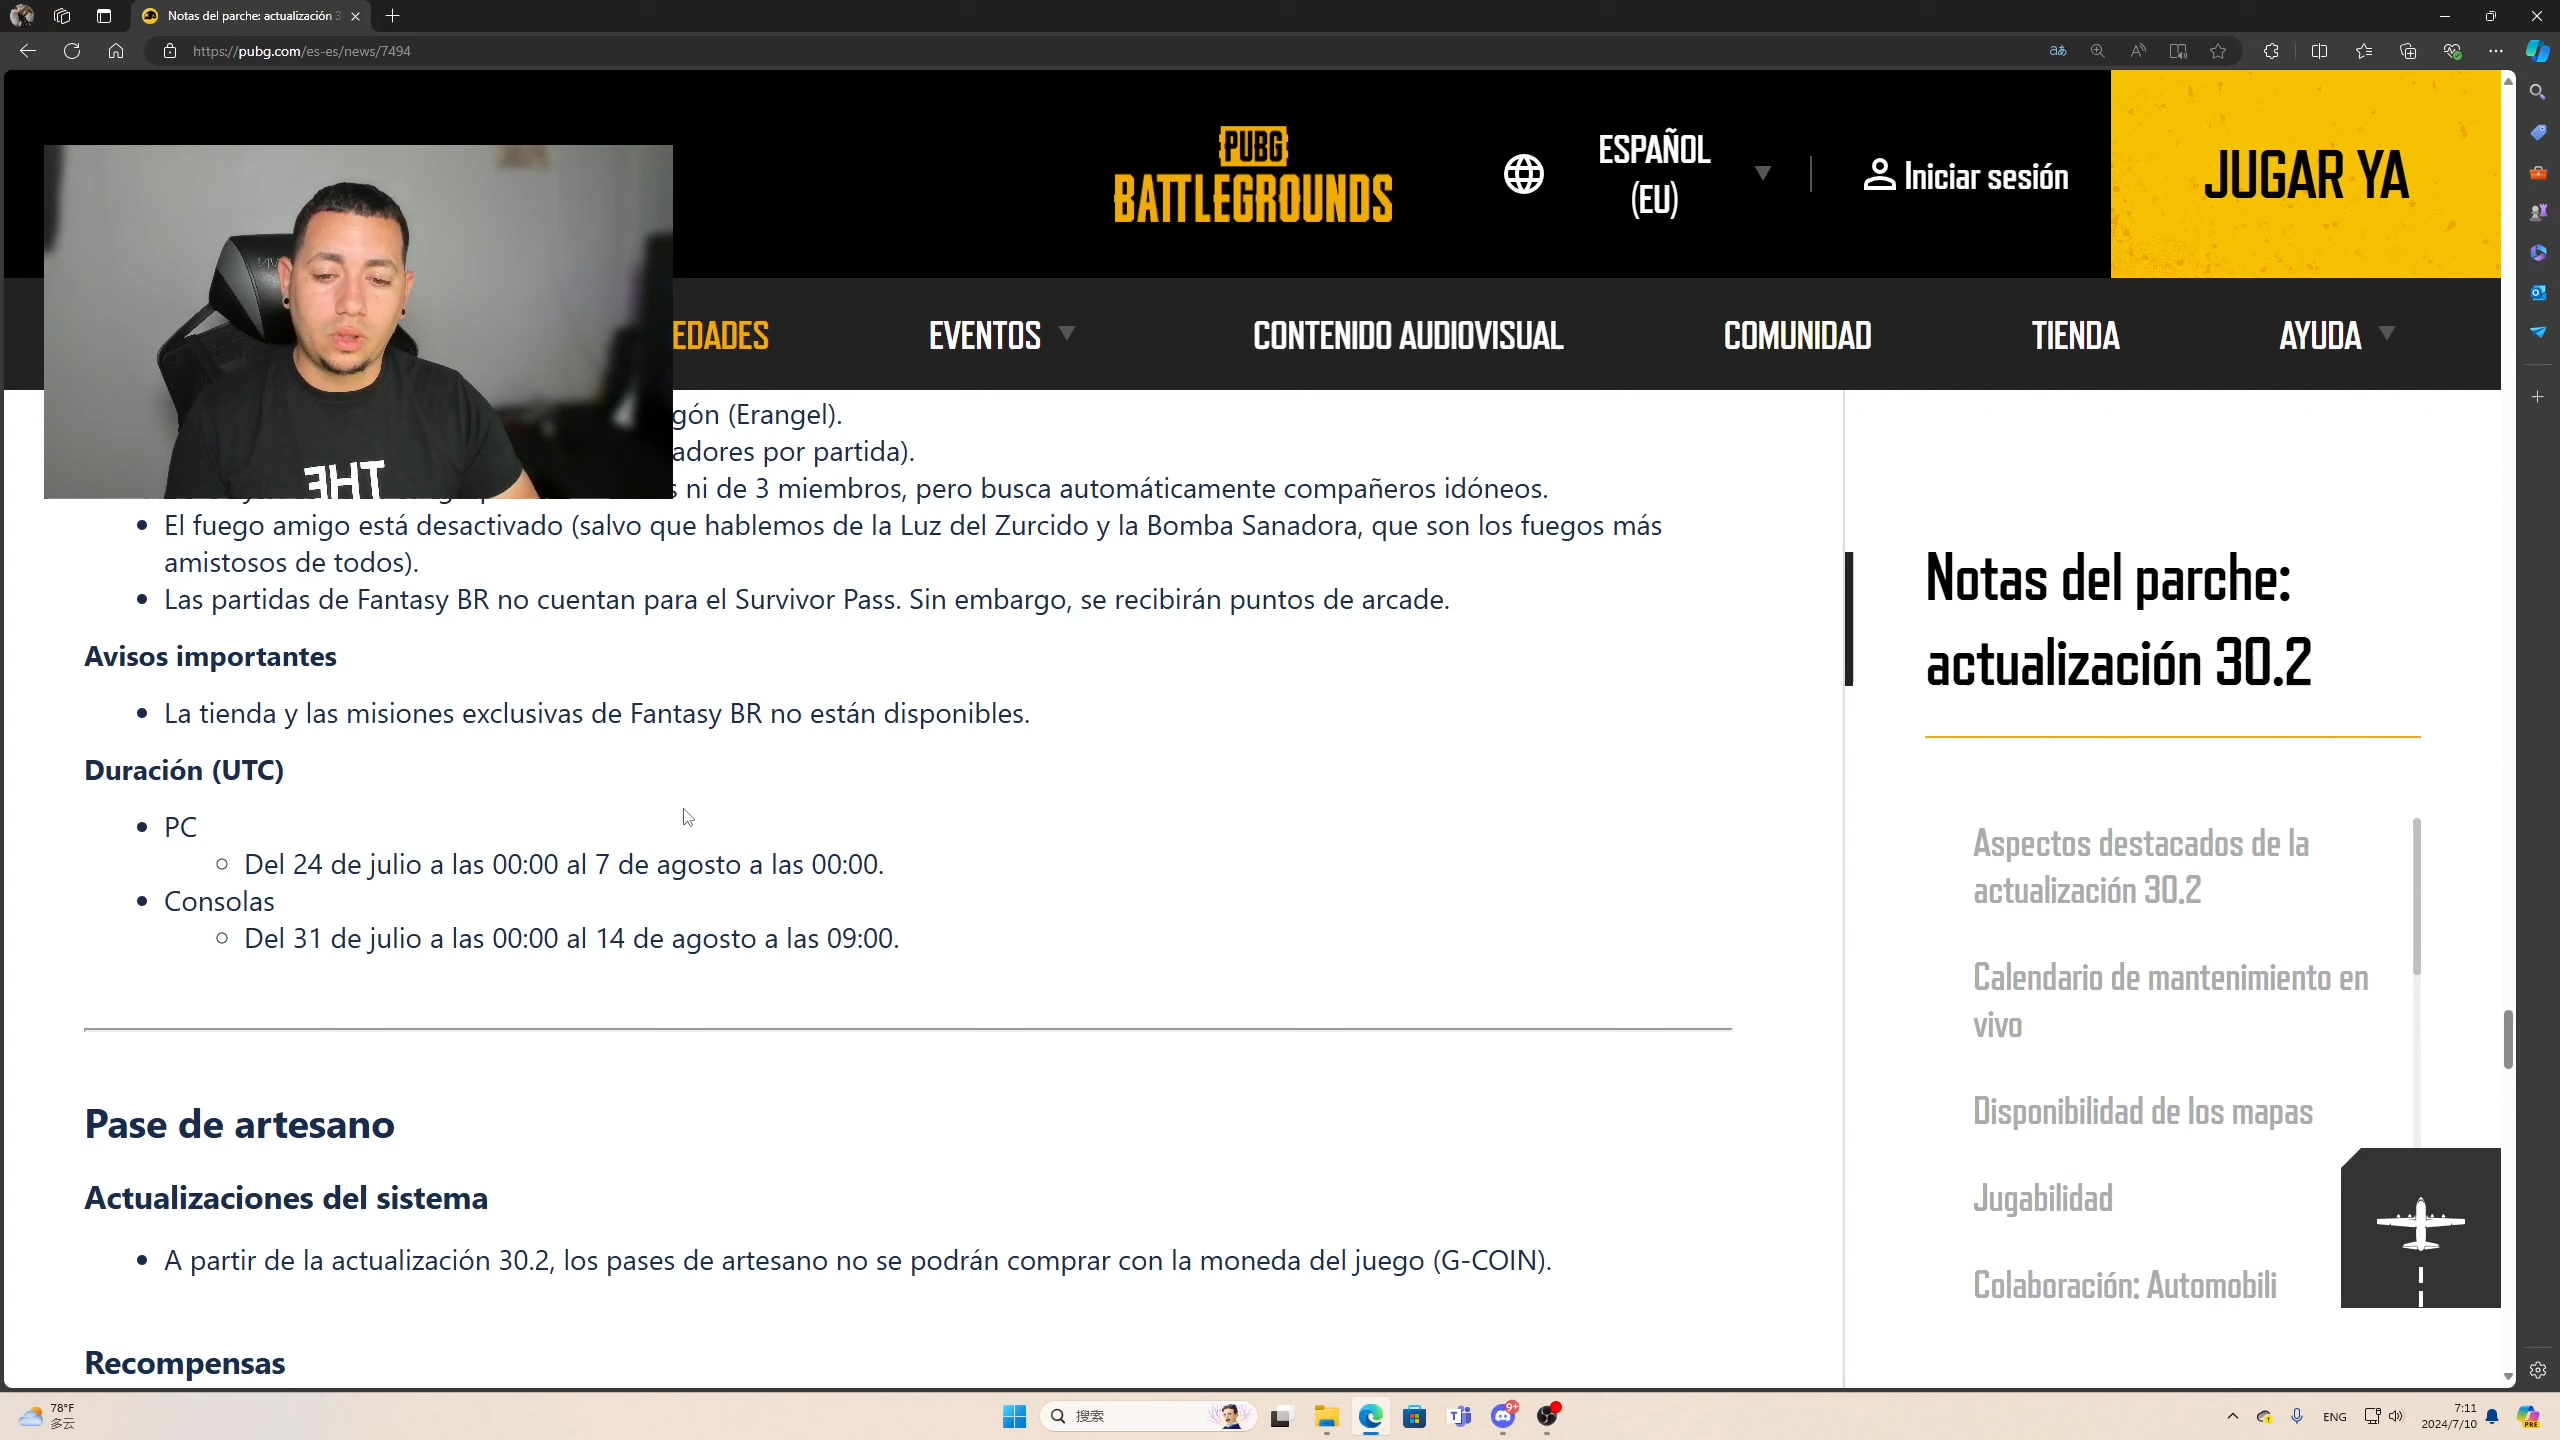 Notas del parche: actualización 3
https://pubg.com/es-es/news/7494
PUBG
BATTLEGROUNDS
ESPAÑOL
(EU)
Iniciar sesión
JUGAR YA
EDADES
EVENTOS
CONTENIDO AUDIOVISUAL
COMUNIDAD
TIENDA
AYUDA
THE
gón (Erangel).
adores por partida).
s ni de 3 miembros, pero busca automáticamente compañeros idóneos.
El fuego amigo está desactivado (salvo que hablemos de la Luz del Zurcido y la Bomba Sanadora, que son los fuegos más
amistosos de todos).
Las partidas de Fantasy BR no cuentan para el Survivor Pass. Sin embargo, se recibirán puntos de arcade.
Avisos importantes
La tienda y las misiones exclusivas de Fantasy BR no están disponibles.
Duración (UTC)
PC
Del 24 de julio a las 00:00 al 7 de agosto a las 00:00.
Consolas
Del 31 de julio a las 00:00 al 14 de agosto a las 09:00.
Pase de artesano
Actualizaciones del sistema
A partir de la actualización 30.2, los pases de artesano no se podrán comprar con la moneda del juego (G-COIN).
Recompensas
Notas del parche:
actualización 30.2
Aspectos destacados de la
actualización 30.2
Calendario de mantenimiento en
vivo
Disponibilidad de los mapas
Jugabilidad
Colaboración: Automobili
78°F
多云
搜索
9+
ENG
7:11
2024/7/10
PRE